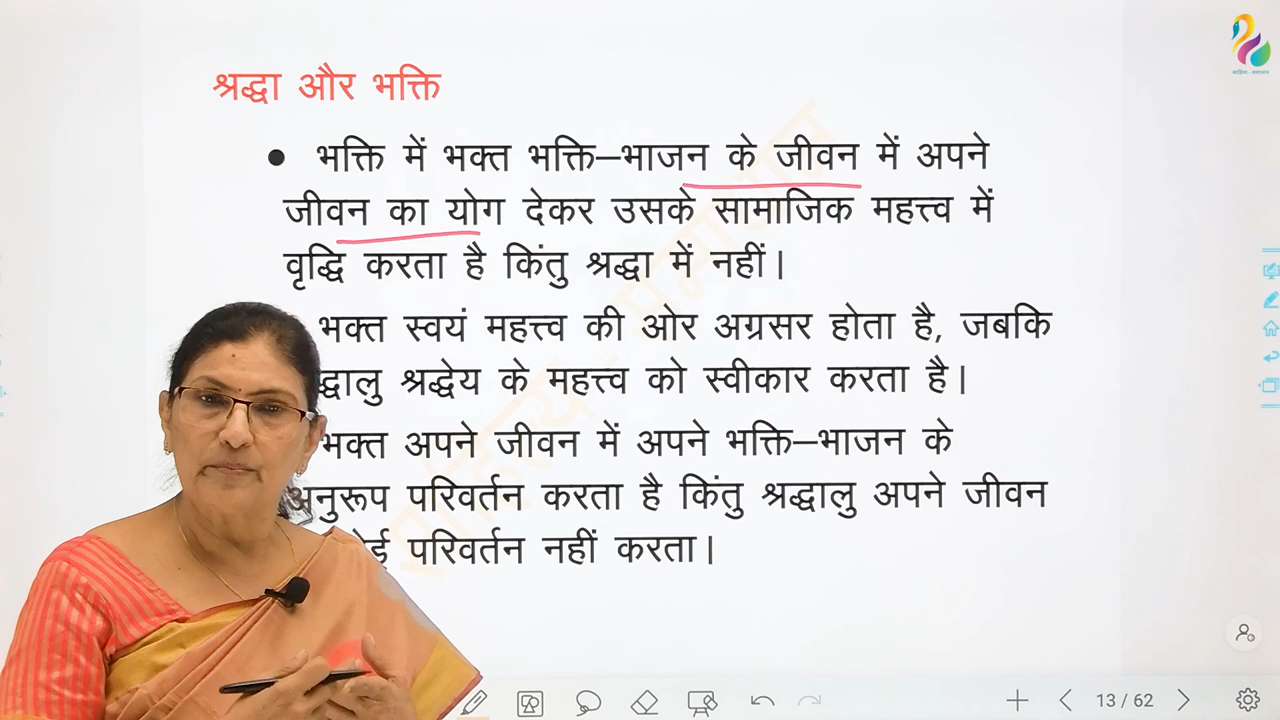 श्रद्धा और भक्ति
● भक्ति में भक्त भक्ति–भाजन के जीवन में अपने
जीवन का योग देकर उसके सामाजिक महत्त्व में
वृद्धि करता है किंतु श्रद्धा में नहीं।
भक्त स्वयं महत्त्व की ओर अग्रसर होता है, जबकि
श्रद्धेय के महत्त्व को स्वीकार करता है।
भक्त अपने जीवन में अपने भक्ति–भाजन के
अनुरूप परिवर्तन करता है किंतु श्रद्धालु अपने जीवन
परिवर्तन नहीं करता।
13 / 62